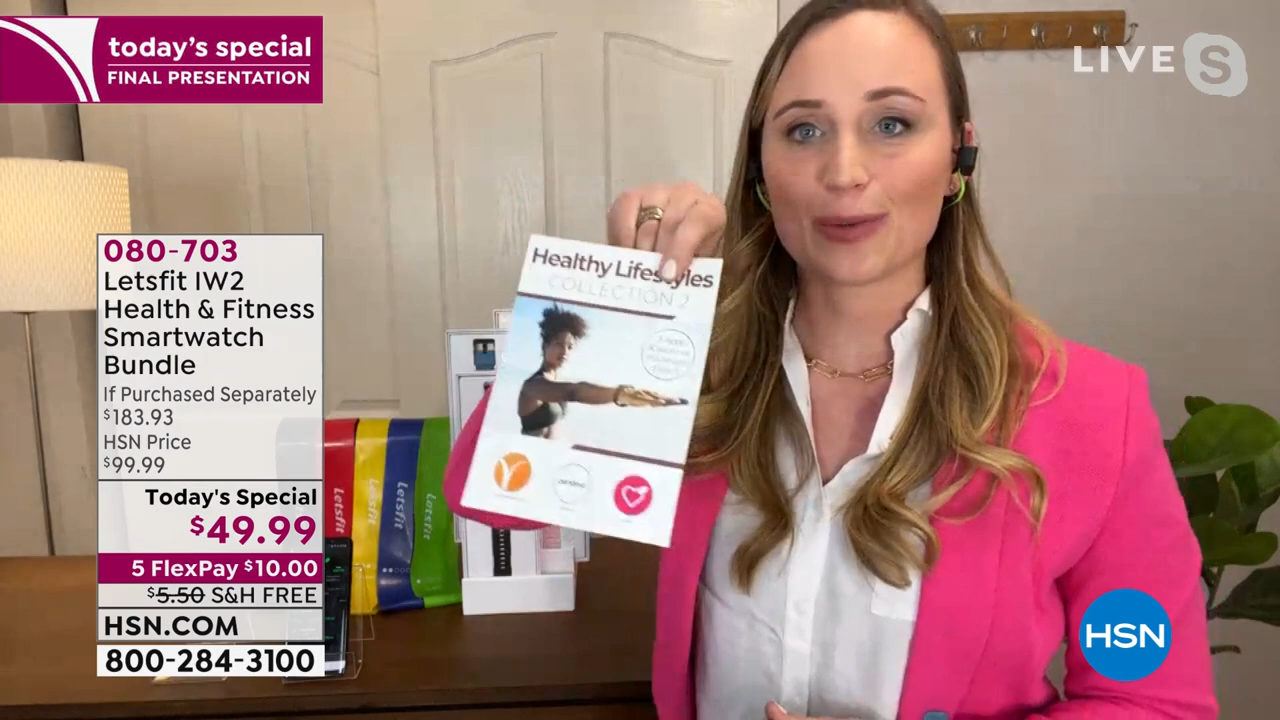 today's special
FINAL PRESENTATION
LIVE S
080-703
Letsfit IW2
Health & Fitness
Smartwatch
Bundle
If Purchased Separately
$183.93
HSN Price
$99.99
Today's Special
$49.99
5 FlexPay $10.00
$5.50 S&H FREE
HSN.COM
800-284-3100
Healthy Lifestyles
COLLECTION 2
Letsfit
Letsfit
Letsfit
Letsfit
HSN